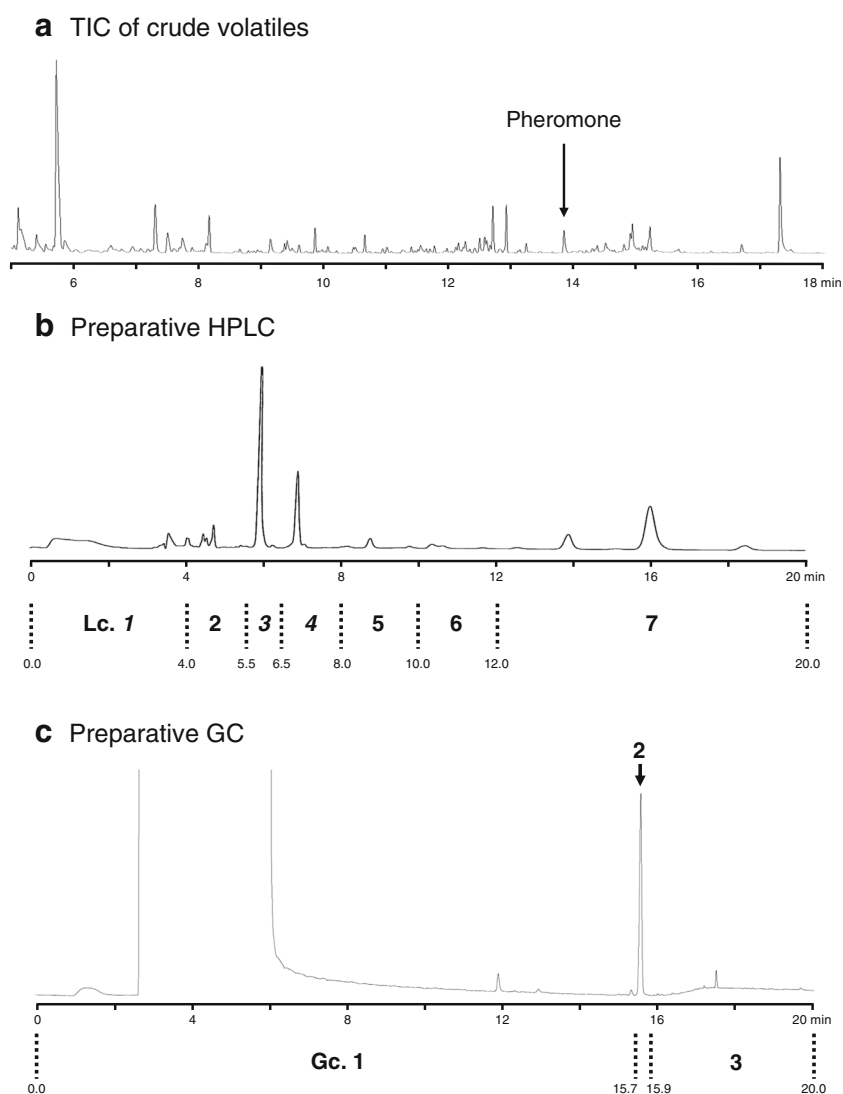 a TIC of crude volatiles
Pheromone
6 8 10 12 14 16 18 min
b Preparative HPLC
0 4 8 12 16 20 min
Lc. 1 2 3 4 5 6 7
0.0 4.0 5.5 6.5 8.0 10.0 12.0 20.0
c Preparative GC
2
0 4 8 12 16 20 min
Gc. 1 3
0.0 15.7 15.9 20.0